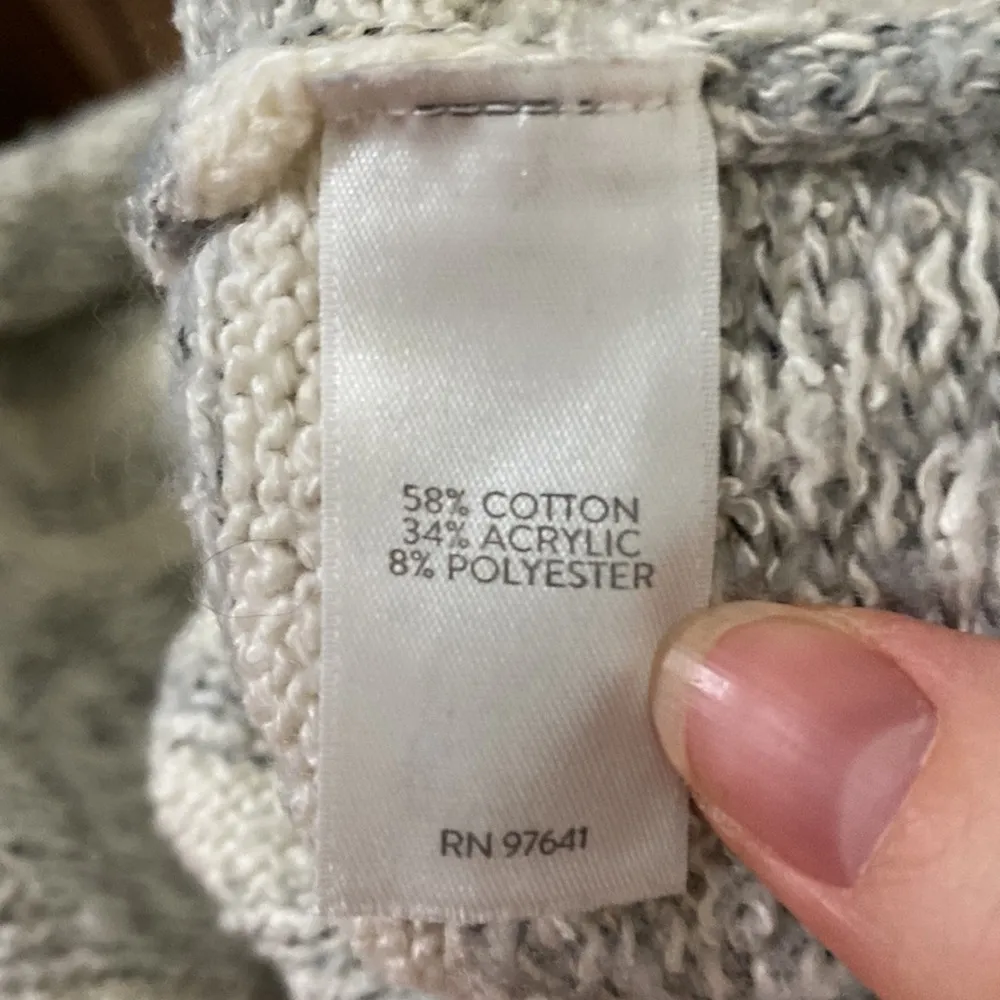 58% COTTON
34% ACRYLIC
8% POLYESTER
RN 97641